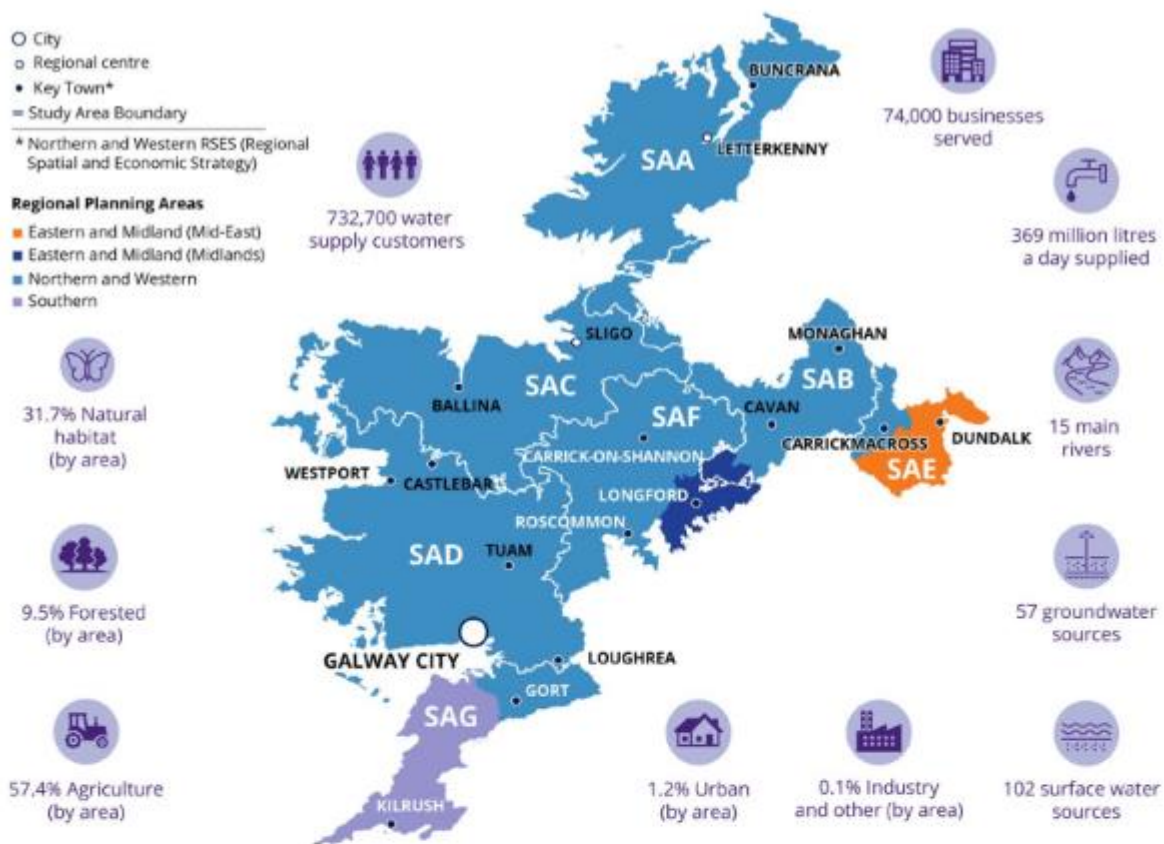 City
Regional centre
Key Town*
Study Area Boundary
* Northern and Western RSES (Regional
Spatial and Economic Strategy)
Regional Planning Areas
Eastern and Midland (Mid-East)
Eastern and Midland (Midlands)
Northern and Western
Southern
732,700 water
supply customers
74,000 businesses
served
369 million litres
a day supplied
15 main
rivers
57 groundwater
sources
102 surface water
sources
0.1% Industry
and other (by area)
1.2% Urban
(by area)
31.7% Natural
habitat
(by area)
9.5% Forested
(by area)
57,4% Agriculture
(by area)
BUNCRANA
LETTERKENNY
SAA
SLIGO
MONAGHAN
SAC
SAB
BALLINA
SAF
CAVAN
CARRICKMACROSS
DUNDALK
SAE
CARRICK-ON-SHANNON
WESTPORT
CASTLEBAR
LONGFORD
ROSCOMMON
SAD
TUAM
GALWAY CITY
LOUGHREA
GORT
SAG
KILRUSH